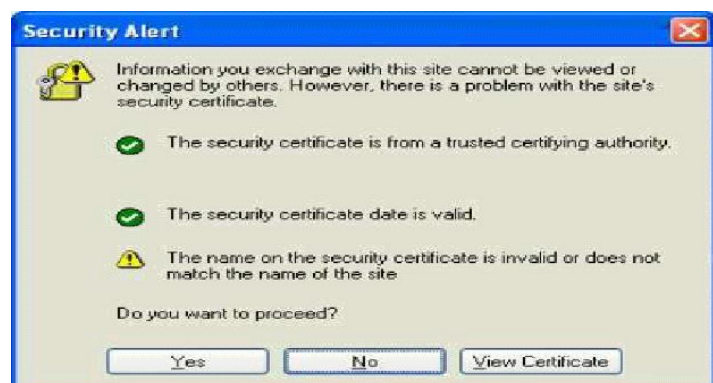 Security Alert
Information you exchange with this site cannot be viewed or
changed by others. However, there is a problem with the site's
security certificate.
The security certificate is from a trusted certifying authority.
The security certificate date is valid.
The name on the security certificate is invalid or does not
match the name of the site
Do you want to proceed?
Yes No View Certificate